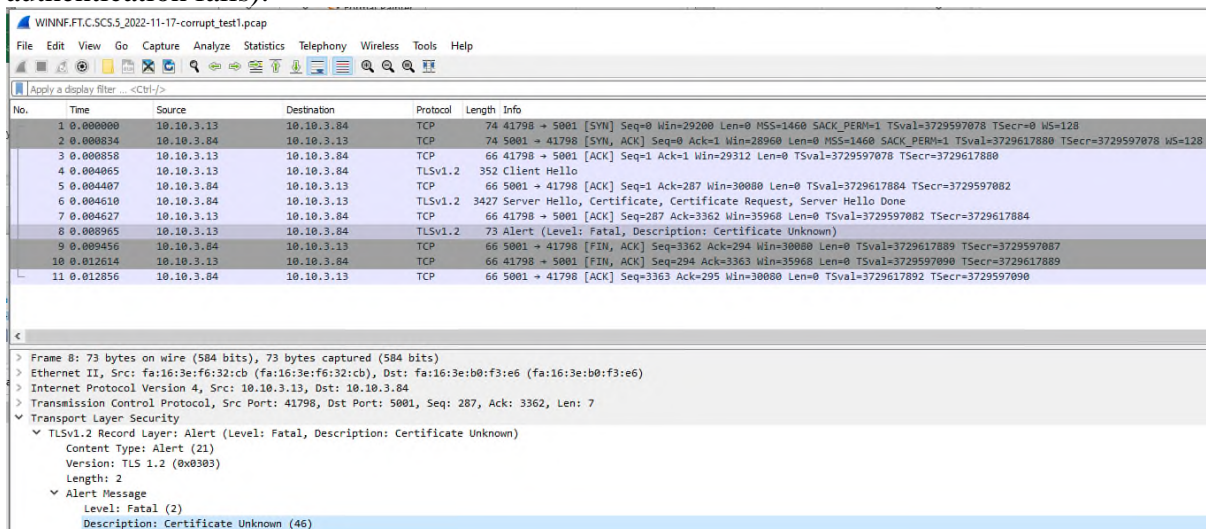 authentication fails).
WINNF.FT.C.SCS.5_2022-11-17-corrupt_test1.pcap
File Edit View Go Capture Analyze Statistics Telephony Wireless Tools Help
Apply a display filter ... <Ctrl-/>
No. Time Source Destination Protocol Length Info
1 0.000000 10.10.3.13 10.10.3.84 TCP 74 41798 → 5001 [SYN] Seq=0 Win=29200 Len=0 MSS=1460 SACK_PERM=1 TSval=3729597078 TSecr=0 WS=128
2 0.000834 10.10.3.84 10.10.3.13 TCP 74 5001 → 41798 [SYN, ACK] Seq=0 Ack=1 Win=28960 Len=0 MSS=1460 SACK_PERM=1 TSval=3729617880 TSecr=3729597078 WS=128
3 0.000858 10.10.3.13 10.10.3.84 TCP 66 41798 → 5001 [ACK] Seq=1 Ack=1 Win=29312 Len=0 TSval=3729597078 TSecr=3729617880
4 0.004065 10.10.3.13 10.10.3.84 TLSv1.2 352 Client Hello
5 0.004407 10.10.3.84 10.10.3.13 TCP 66 5001 → 41798 [ACK] Seq=1 Ack=287 Win=30080 Len=0 TSval=3729617884 TSecr=3729597082
6 0.004610 10.10.3.84 10.10.3.13 TLSv1.2 3427 Server Hello, Certificate, Certificate Request, Server Hello Done
7 0.004627 10.10.3.13 10.10.3.84 TCP 66 41798 → 5001 [ACK] Seq=287 Ack=3362 Win=35968 Len=0 TSval=3729597082 TSecr=3729617884
8 0.008965 10.10.3.13 10.10.3.84 TLSv1.2 73 Alert (Level: Fatal, Description: Certificate Unknown)
9 0.009456 10.10.3.84 10.10.3.13 TCP 66 5001 → 41798 [FIN, ACK] Seq=3362 Ack=294 Win=30080 Len=0 TSval=3729617889 TSecr=3729597087
10 0.012614 10.10.3.13 10.10.3.84 TCP 66 41798 → 5001 [FIN, ACK] Seq=294 Ack=3363 Win=35968 Len=0 TSval=3729597090 TSecr=3729617889
11 0.012856 10.10.3.84 10.10.3.13 TCP 66 5001 → 41798 [ACK] Seq=3363 Ack=295 Win=30080 Len=0 TSval=3729617892 TSecr=3729597090
Frame 8: 73 bytes on wire (584 bits), 73 bytes captured (584 bits)
Ethernet II, Src: fa:16:3e:f6:32:cb (fa:16:3e:f6:32:cb), Dst: fa:16:3e:b0:f3:e6 (fa:16:3e:b0:f3:e6)
Internet Protocol Version 4, Src: 10.10.3.13, Dst: 10.10.3.84
Transmission Control Protocol, Src Port: 41798, Dst Port: 5001, Seq: 287, Ack: 3362, Len: 7
Transport Layer Security
TLSv1.2 Record Layer: Alert (Level: Fatal, Description: Certificate Unknown)
Content Type: Alert (21)
Version: TLS 1.2 (0x0303)
Length: 2
Alert Message
Level: Fatal (2)
Description: Certificate Unknown (46)